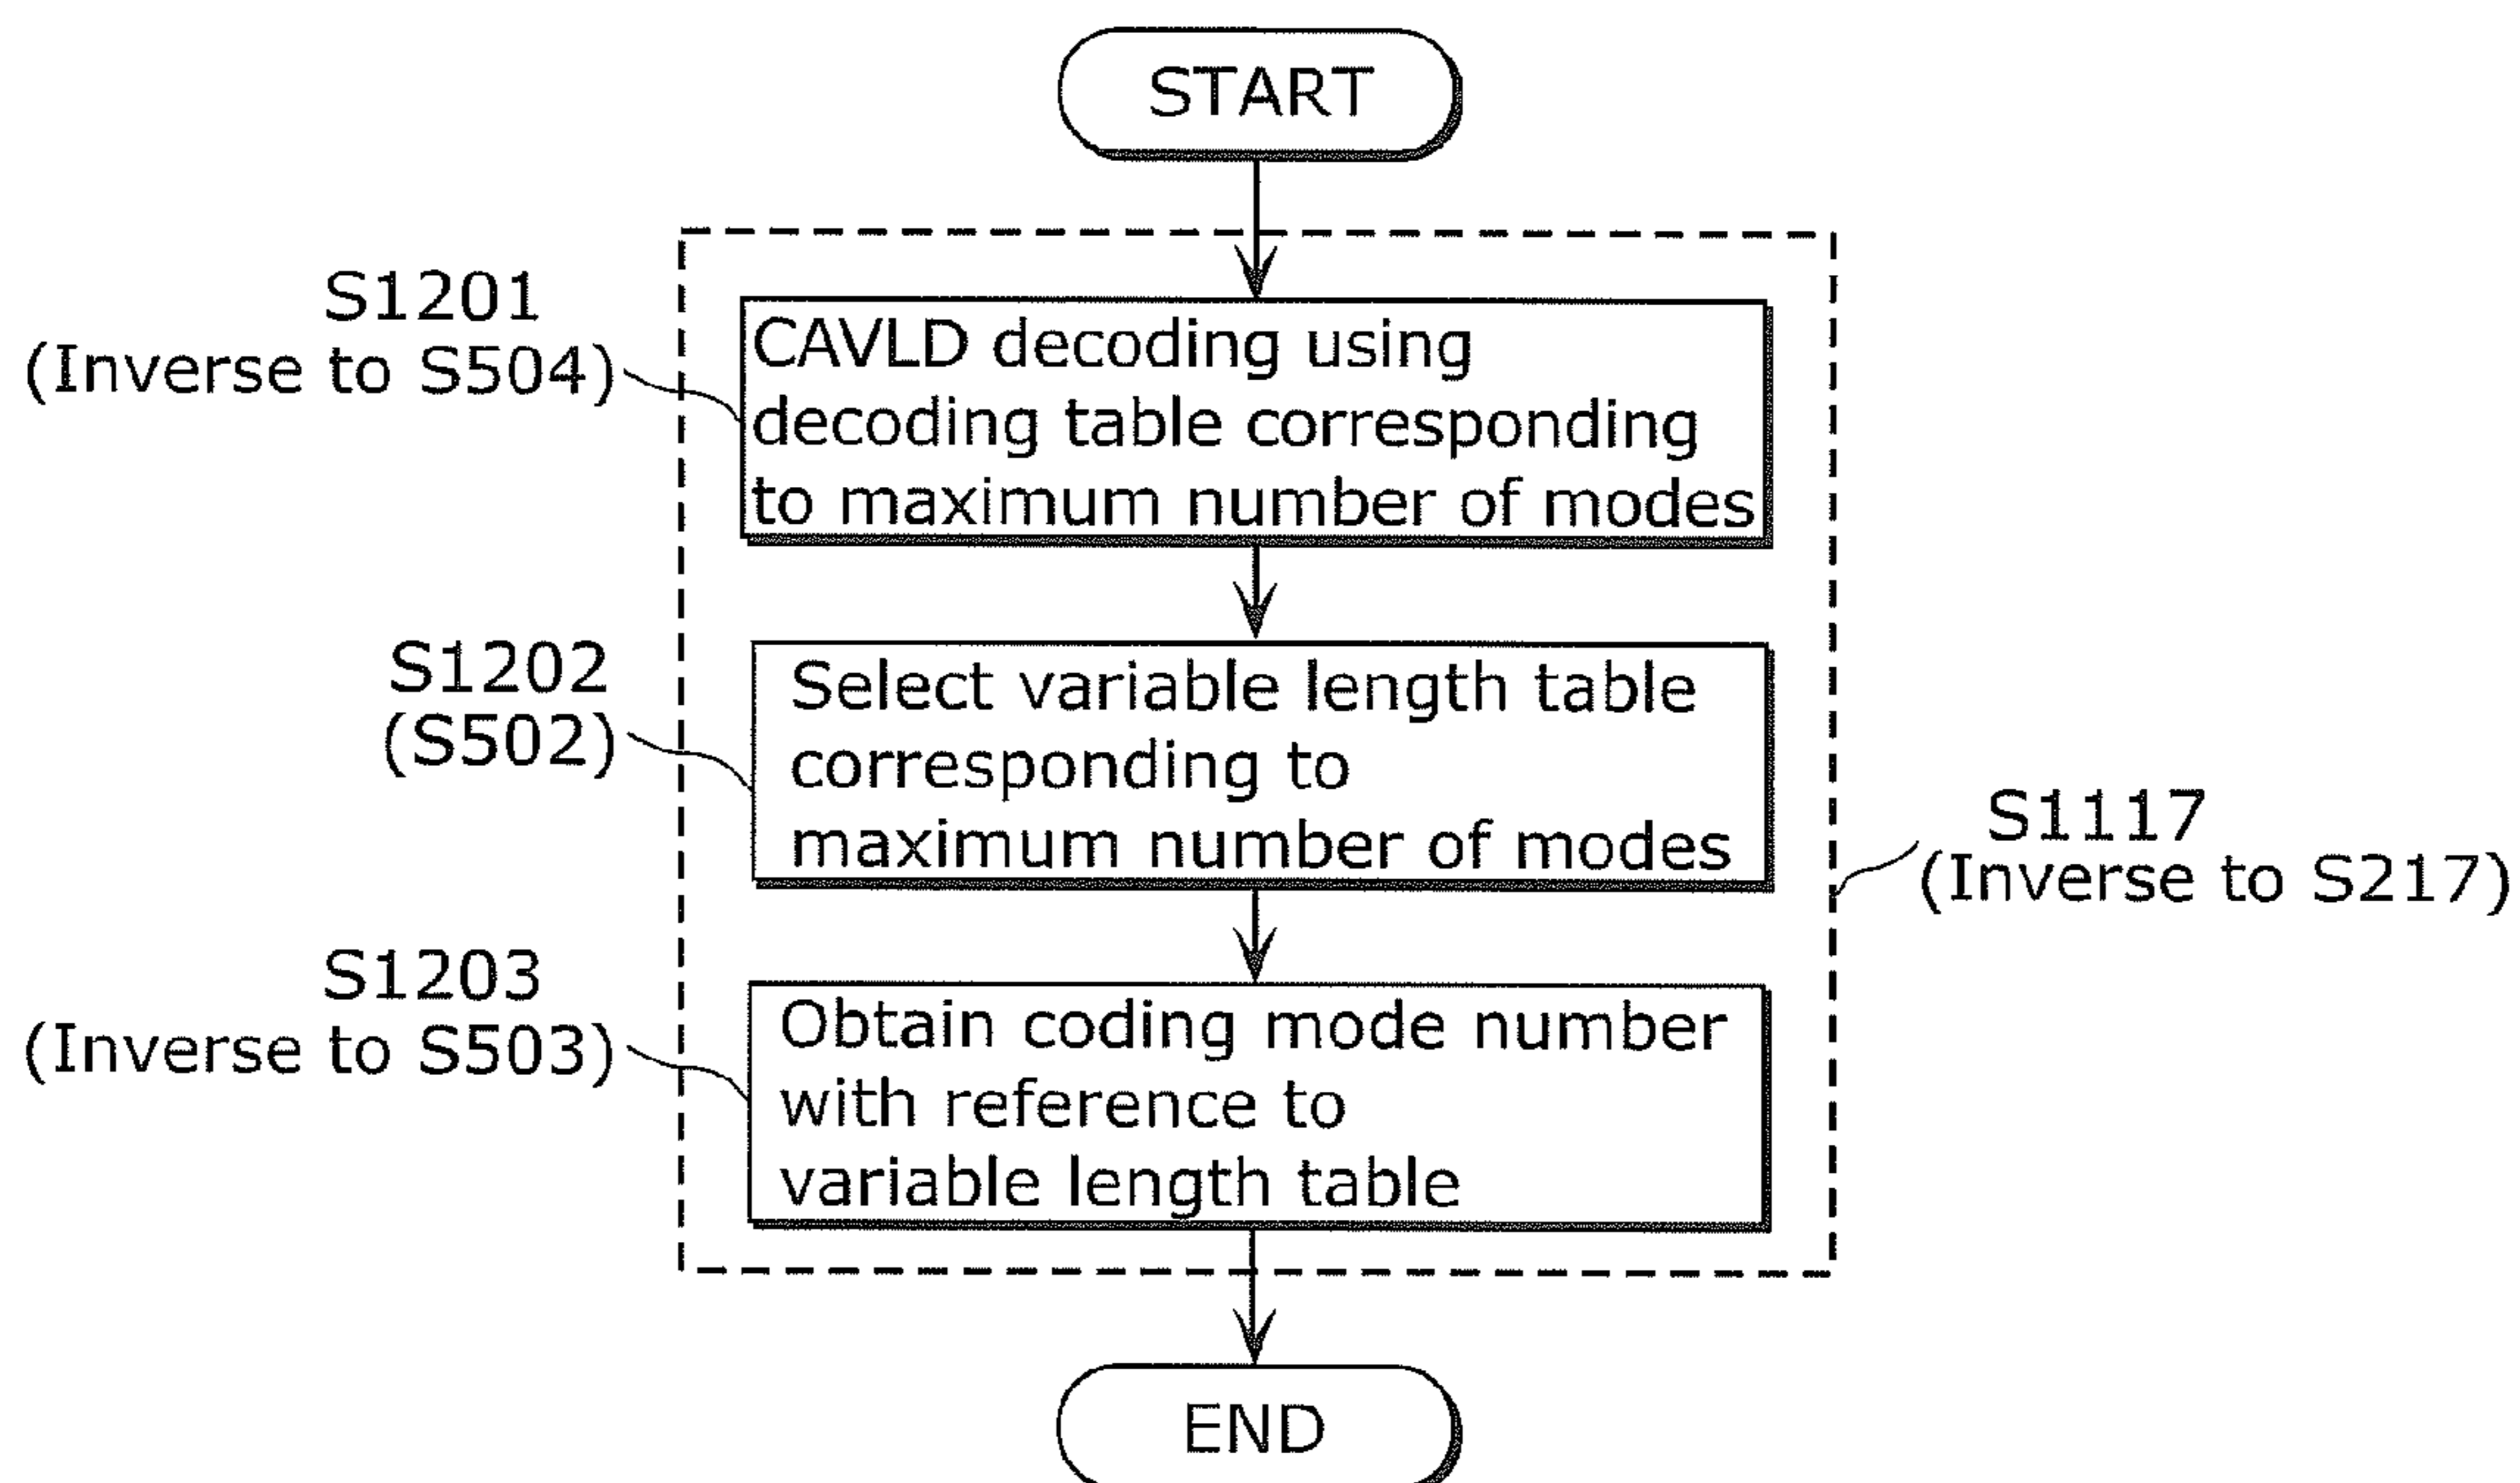 START
S1201
(Inverse to S504)
CAVLD decoding using
decoding table corresponding
to maximum number of modes
S1202
(S502)
Select variable length table
corresponding to
maximum number of modes
S1117
(Inverse to S217)
S1203
(Inverse to S503)
Obtain coding mode number
with reference to
variable length table
END